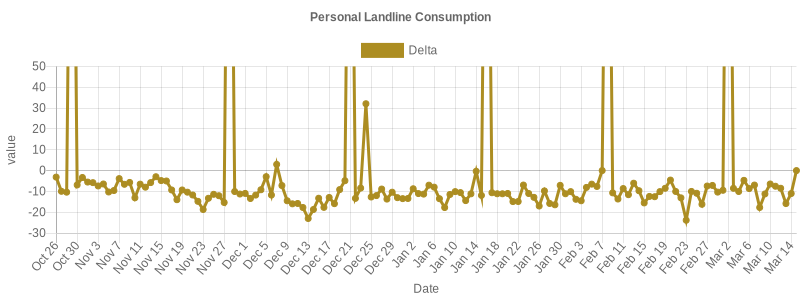 Personal Landline Consumption
Delta
value
50
40
30
20
10
0
-10
-20
-30
Oct 26
Oct 30
Nov 3
Nov 7
Nov 11
Nov 15
Nov 19
Nov 23
Nov 27
Dec 1
Dec 5
Dec 9
Dec 13
Dec 17
Dec 21
Dec 25
Dec 29
Jan 2
Jan 6
Jan 10
Jan 14
Jan 18
Jan 22
Jan 26
Jan 30
Feb 3
Feb 7
Feb 11
Feb 15
Feb 19
Feb 23
Feb 27
Mar 2
Mar 6
Mar 10
Mar 14
Date